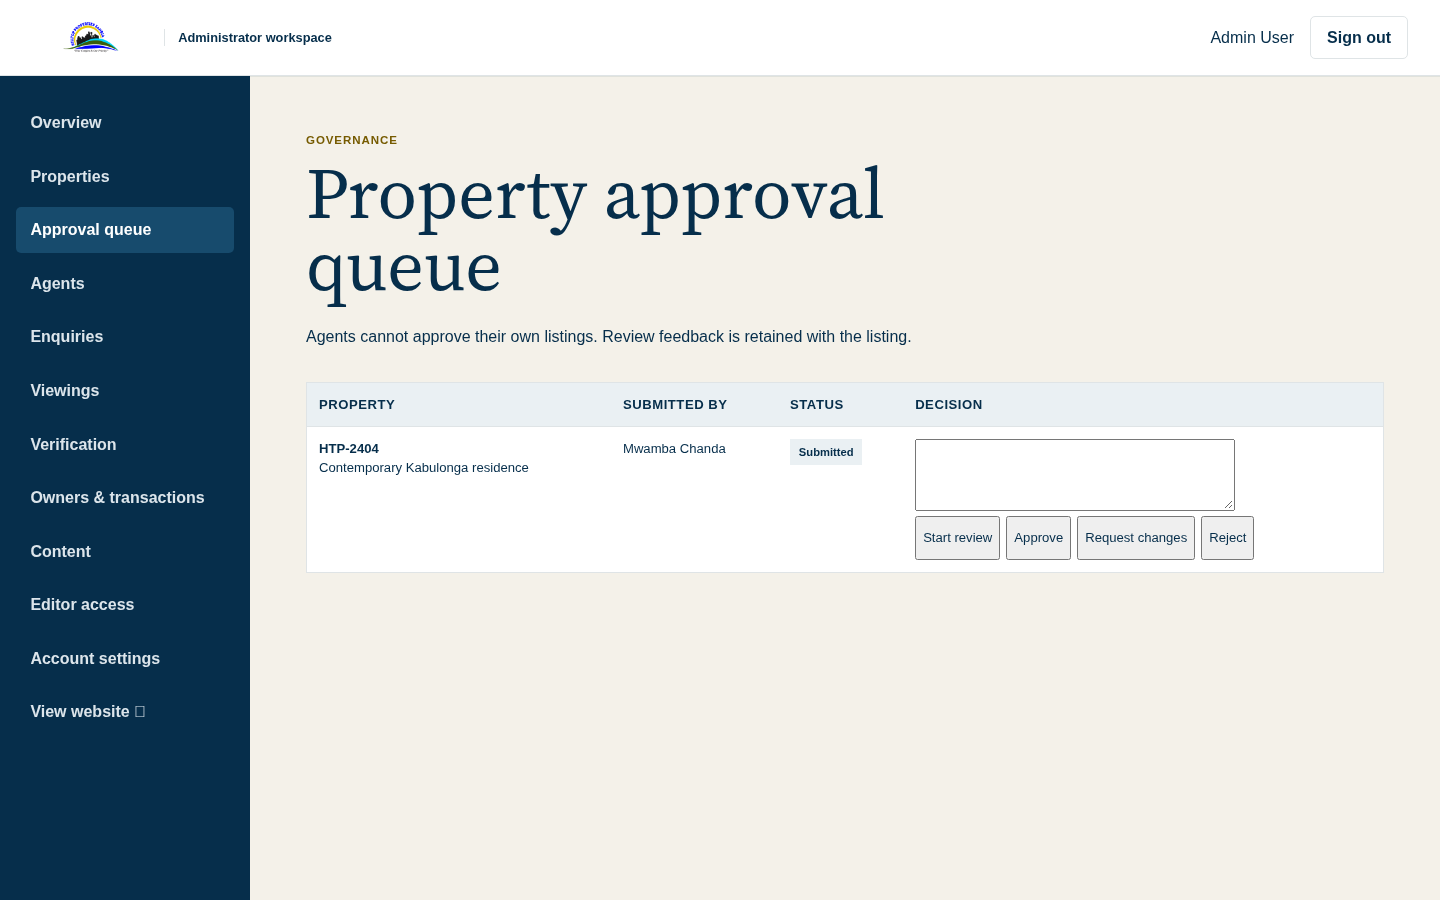 Administrator workspace
Admin User
Sign out
Overview
Properties
Approval queue
Agents
Enquiries
Viewings
Verification
Owners & transactions
Content
Editor access
Account settings
View website
GOVERNANCE
Property approval
queue
Agents cannot approve their own listings. Review feedback is retained with the listing.
PROPERTY SUBMITTED BY STATUS DECISION
HTP-2404 Mwamba Chanda Submitted
Contemporary Kabulonga residence
Start review Approve Request changes Reject